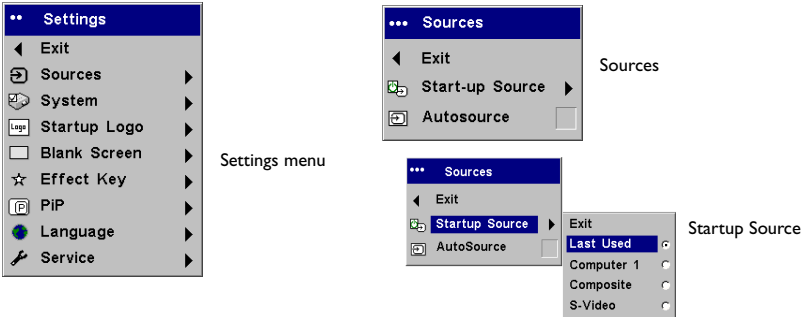 Settings
Exit
Sources
System
Logo Startup Logo
Blank Screen
Effect Key
P PiP
Language
Service
Settings menu
Sources
Exit
Start-up Source
Autosource
Sources
Sources
Exit
Startup Source
AutoSource
Exit
Last Used
Computer 1
Composite
S-Video
Startup Source